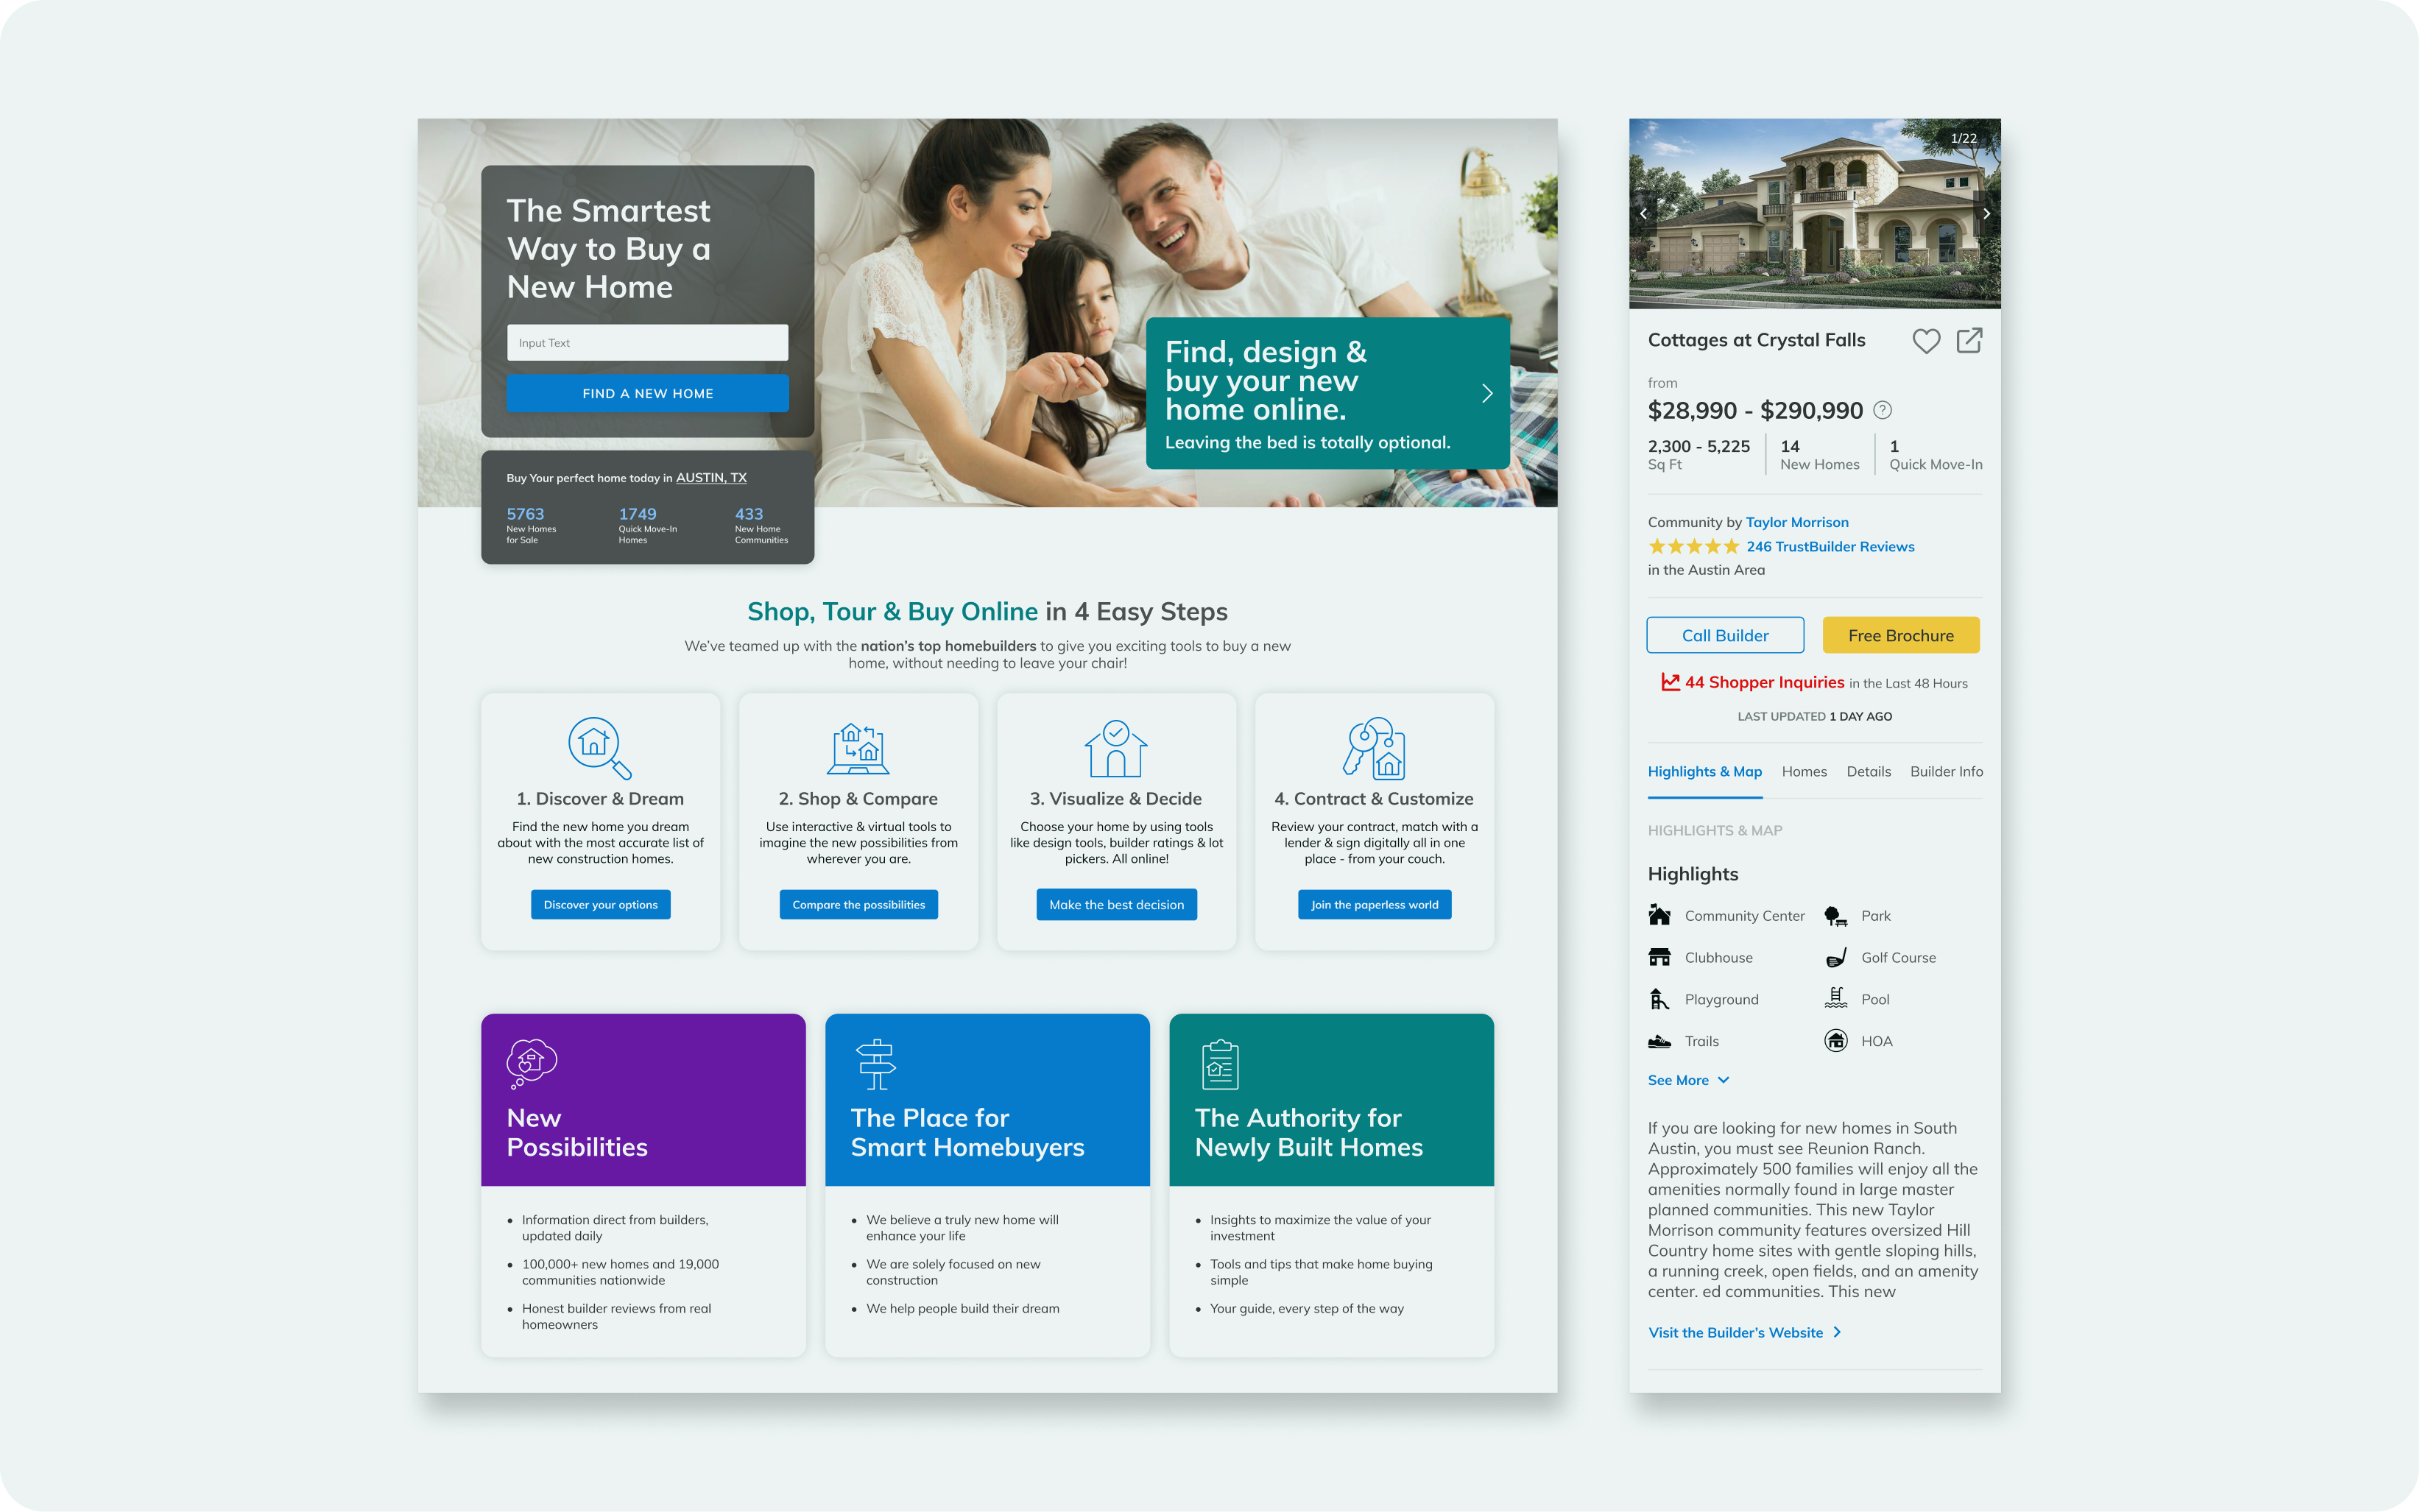 The Smartest
Way to Buy a
New Home
Input Text
FIND A NEW HOME
Buy Your perfect home today in AUSTIN, TX
5763
New Homes
for Sale
1749
Quick Move-In
Homes
433
New Home
Communities
Find, design &
buy your new
home online.
Leaving the bed is totally optional.
Shop, Tour & Buy Online in 4 Easy Steps
We've teamed up with the nation's top homebuilders to give you exciting tools to buy a new
home, without needing to leave your chair!
1. Discover & Dream
Find the new home you dream
about with the most accurate list of
new construction homes.
Discover your options
2. Shop & Compare
Use interactive & virtual tools to
imagine the new possibilities from
wherever you are.
Compare the possibilities
3. Visualize & Decide
Choose your home by using tools
like design tools, builder ratings & lot
pickers. All online!
Make the best decision
4. Contract & Customize
Review your contract, match with a
lender & sign digitally all in one
place - from your couch.
Join the paperless world
New
Possibilities
• Information direct from builders,
updated daily
• 100,000+ new homes and 19,000
communities nationwide
• Honest builder reviews from real
homeowners
The Place for
Smart Homebuyers
• We believe a truly new home will
enhance your life
• We are solely focused on new
construction
• We help people build their dream
The Authority for
Newly Built Homes
• Insights to maximize the value of your
investment
• Tools and tips that make home buying
simple
• Your guide, every step of the way
1/22
Cottages at Crystal Falls
from
$28,990 - $290,990 ?
2,300 - 5,225
Sq Ft
14
New Homes
1
Quick Move-In
Community by Taylor Morrison
246 TrustBuilder Reviews
in the Austin Area
Call Builder
Free Brochure
44 Shopper Inquiries in the Last 48 Hours
LAST UPDATED 1 DAY AGO
Highlights & Map
Homes
Details
Builder Info
HIGHLIGHTS & MAP
Highlights
Community Center
Park
Clubhouse
Golf Course
Playground
Pool
Trails
HOA
See More
If you are looking for new homes in South
Austin, you must see Reunion Ranch.
Approximately 500 families will enjoy all the
amenities normally found in large master
planned communities. This new Taylor
Morrison community features oversized Hill
Country home sites with gentle sloping hills,
a running creek, open fields, and an amenity
center. ed communities. This new
Visit the Builder's Website